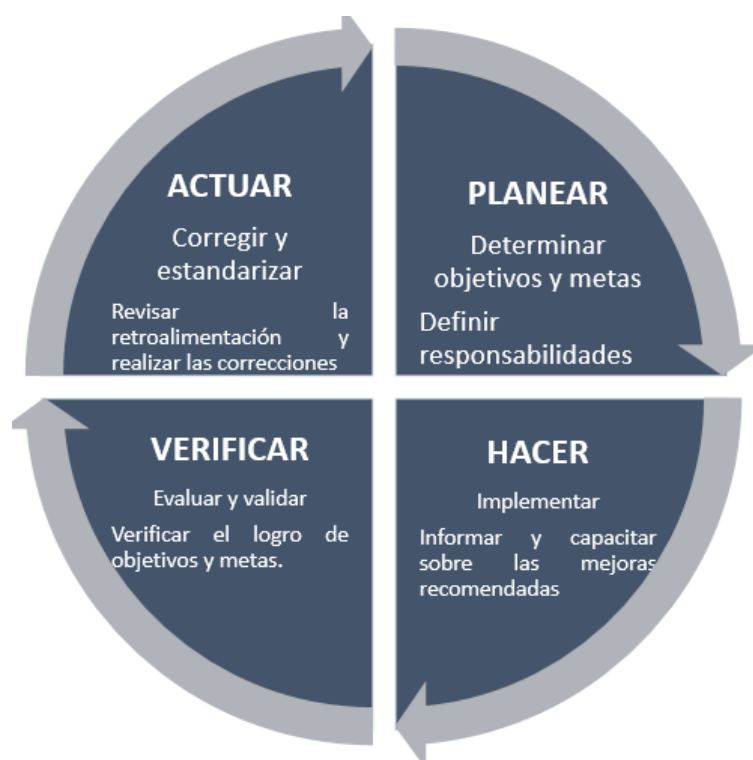 ACTUAR
Corregir y
estandarizar
Revisar la
retroalimentación y
realizar las correcciones
PLANEAR
Determinar
objetivos y metas
Definir
responsabilidades
VERIFICAR
Evaluar y validar
Verificar el logro de
objetivos y metas.
HACER
Implementar
Informar y capacitar
sobre las mejoras
recomendadas